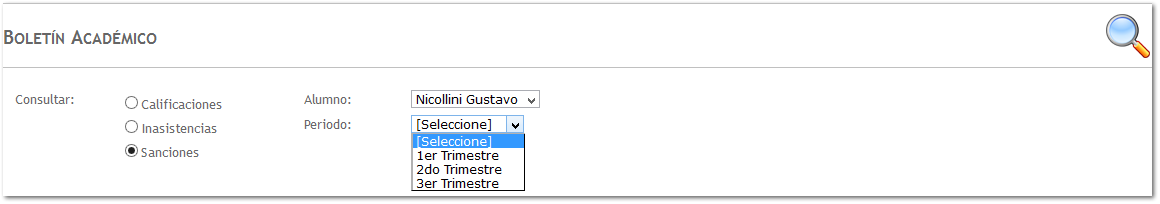 BOLETÍN ACADÉMICO
Consultar:
Calificaciones
Inasistencias
Sanciones
Alumno:
Nicollini Gustavo
Periodo:
[Seleccione]
[Seleccione]
1er Trimestre
2do Trimestre
3er Trimestre